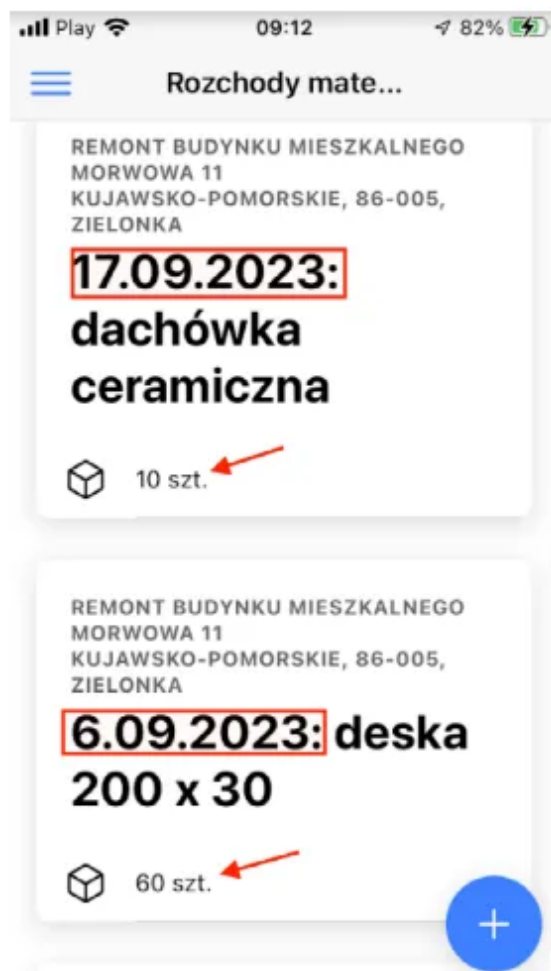 Play 09:12 82%
Rozchody mate...
REMONT BUDYNKU MIESZKALNEGO
MORWOWA 11
KUJAWSKO-POMORSKIE, 86-005,
ZIELONKA
17.09.2023:
dachówka
ceramiczna
10 szt.
REMONT BUDYNKU MIESZKALNEGO
MORWOWA 11
KUJAWSKO-POMORSKIE, 86-005,
ZIELONKA
6.09.2023: deska
200 x 30
60 szt.
+